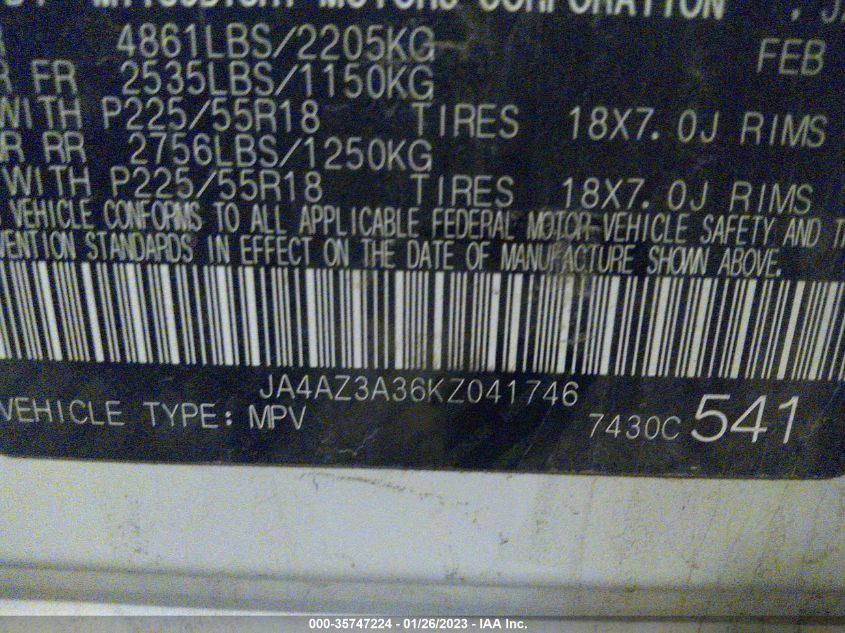 MITSUBISHI MOTORS CORPORATION , JA
4861LBS/2205KG FEB
R FR 2535LBS/1150KG
WITH P225/55R18 TIRES 18X7.0J RIMS
R RR 2756LBS/1250KG
WITH P225/55R18 TIRES 18X7.0J RIMS
VEHICLE CONFORMS TO ALL APPLICABLE FEDERAL MOTOR VEHICLE SAFETY AND T
VENTION STANDARDS IN EFFECT ON THE DATE OF MANUFACTURE SHOWN ABOVE.
JA4AZ3A36KZ041746
VEHICLE TYPE: MPV 7430C 541
000-35747224 - 01/26/2023 - IAA Inc.